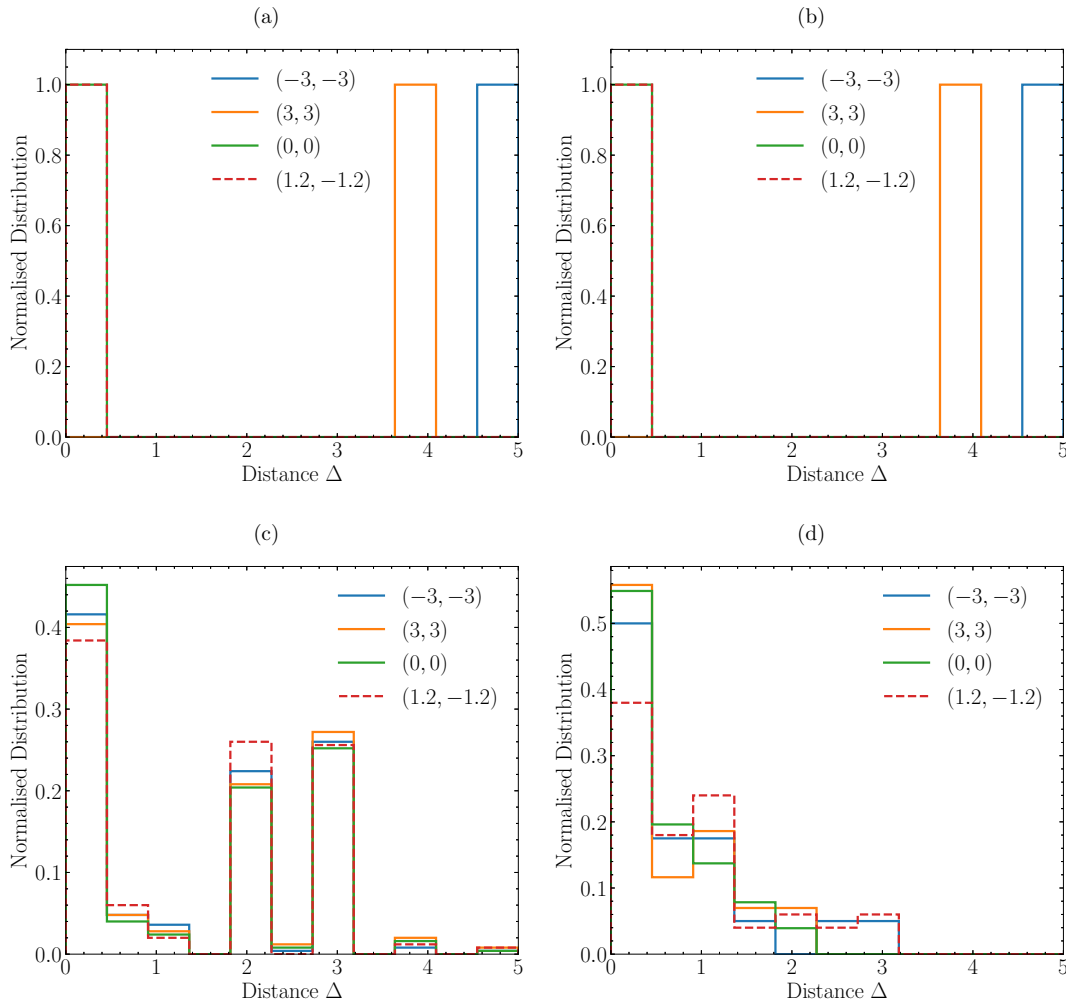 (a)
Normalised Distribution
1.0
0.8
0.6
0.4
0.2
0.0
(−3, −3)
(3, 3)
(0, 0)
(1.2, −1.2)
0 1 2 3 4 5
Distance Δ
(b)
Normalised Distribution
1.0
0.8
0.6
0.4
0.2
0.0
(−3, −3)
(3, 3)
(0, 0)
(1.2, −1.2)
0 1 2 3 4 5
Distance Δ
(c)
Normalised Distribution
0.4
0.3
0.2
0.1
0.0
(−3, −3)
(3, 3)
(0, 0)
(1.2, −1.2)
0 1 2 3 4 5
Distance Δ
(d)
Normalised Distribution
0.5
0.4
0.3
0.2
0.1
0.0
(−3, −3)
(3, 3)
(0, 0)
(1.2, −1.2)
0 1 2 3 4 5
Distance Δ